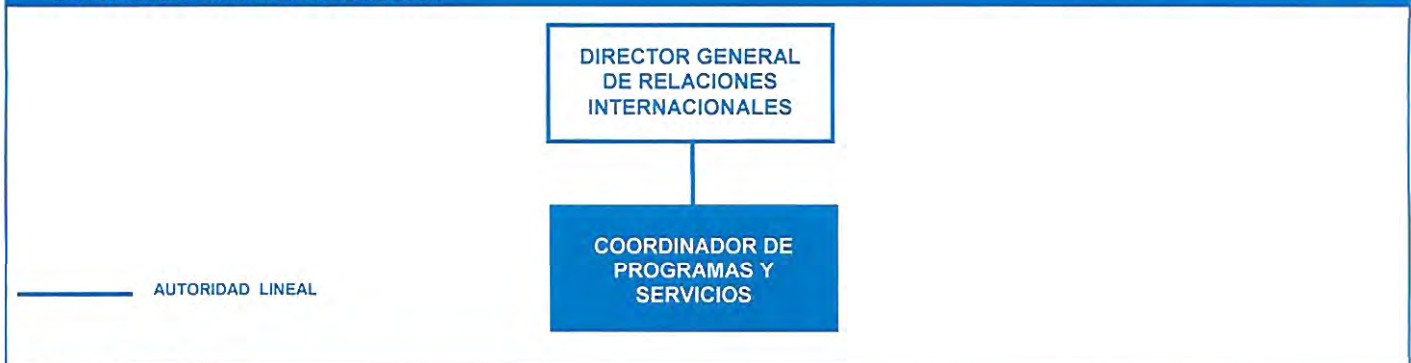 DIRECTOR GENERAL
DE RELACIONES
INTERNACIONALES
COORDINADOR DE
PROGRAMAS Y
SERVICIOS
AUTORIDAD LINEAL